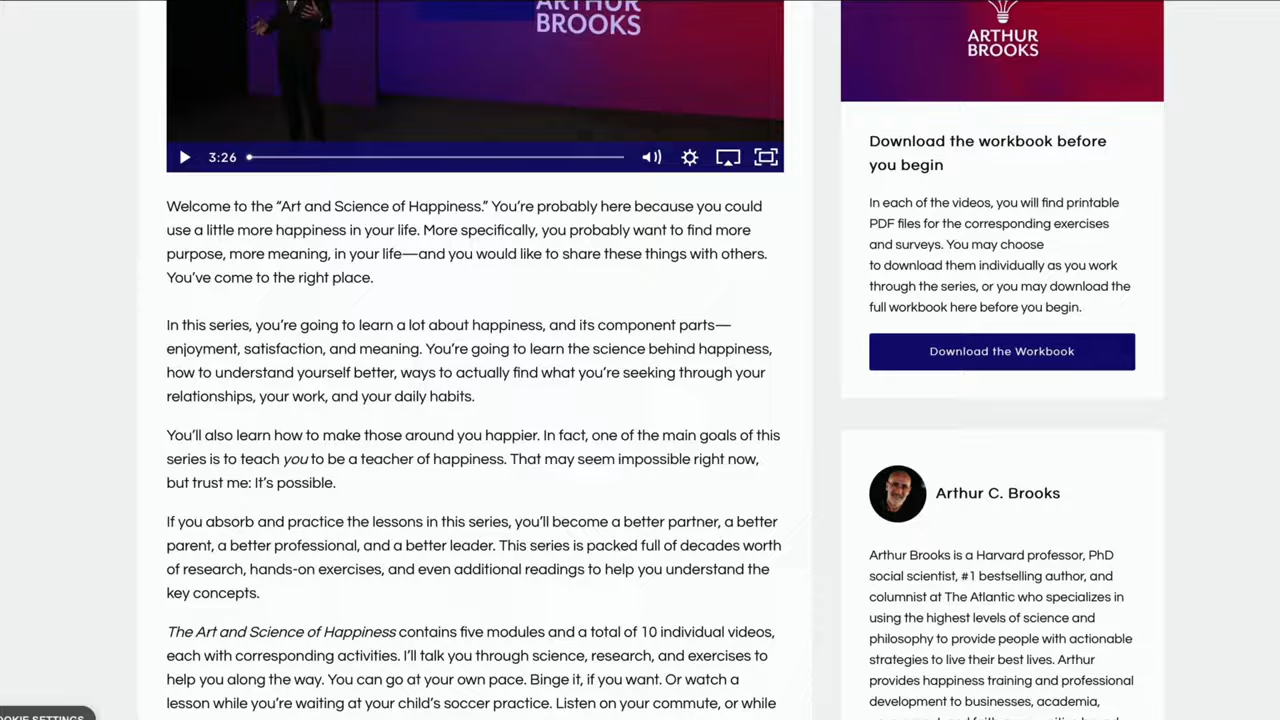 ARTHUR
BROOKS
3:26
Welcome to the “Art and Science of Happiness.” You’re probably here because you could
use a little more happiness in your life. More specifically, you probably want to find more
purpose, more meaning, in your life—and you would like to share these things with others.
You’ve come to the right place.
In this series, you’re going to learn a lot about happiness, and its component parts—
enjoyment, satisfaction, and meaning. You’re going to learn the science behind happiness,
how to understand yourself better, ways to actually find what you’re seeking through your
relationships, your work, and your daily habits.
You’ll also learn how to make those around you happier. In fact, one of the main goals of this
series is to teach you to be a teacher of happiness. That may seem impossible right now,
but trust me: It’s possible.
If you absorb and practice the lessons in this series, you’ll become a better partner, a better
parent, a better professional, and a better leader. This series is packed full of decades worth
of research, hands-on exercises, and even additional readings to help you understand the
key concepts.
The Art and Science of Happiness contains five modules and a total of 10 individual videos,
each with corresponding activities. I’ll talk you through science, research, and exercises to
help you along the way. You can go at your own pace. Binge it, if you want. Or watch a
lesson while you’re waiting at your child’s soccer practice. Listen on your commute, or while
ARTHUR
BROOKS
Download the workbook before
you begin
In each of the videos, you will find printable
PDF files for the corresponding exercises
and surveys. You may choose
to download them individually as you work
through the series, or you may download the
full workbook here before you begin.
Download the Workbook
Arthur C. Brooks
Arthur Brooks is a Harvard professor, PhD
social scientist, #1 bestselling author, and
columnist at The Atlantic who specializes in
using the highest levels of science and
philosophy to provide people with actionable
strategies to live their best lives. Arthur
provides happiness training and professional
development to businesses, academia,